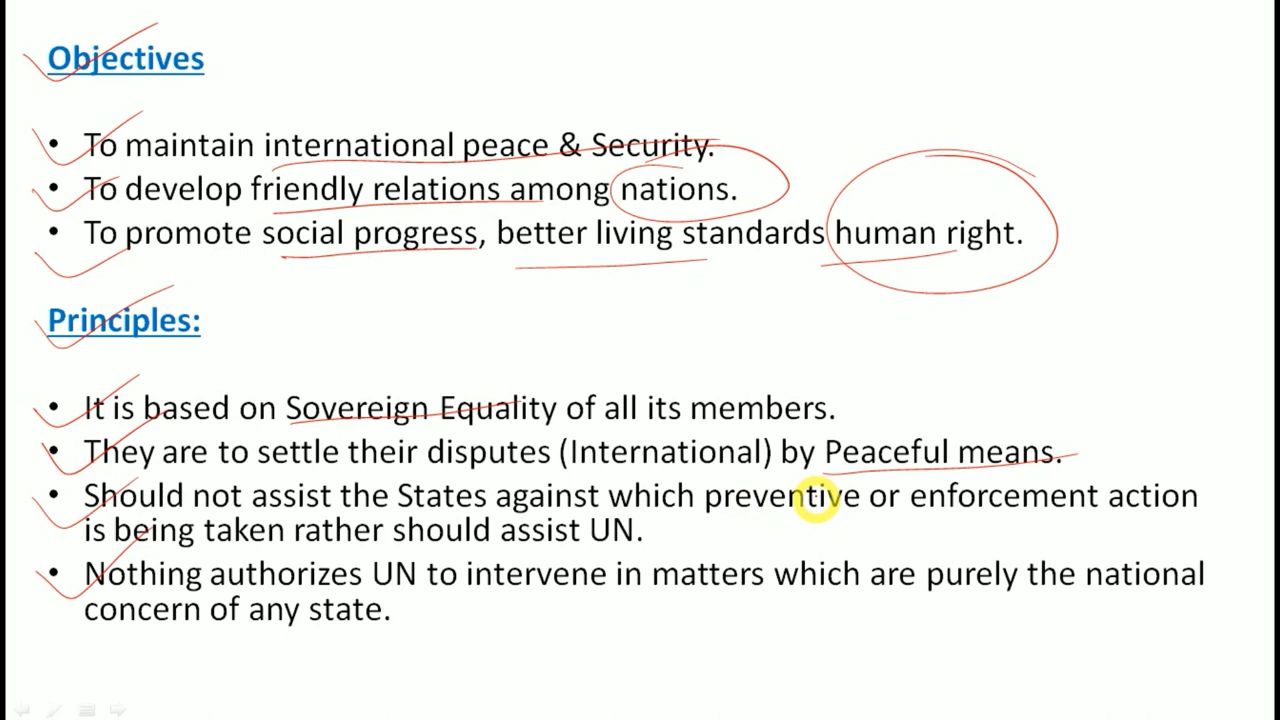 Objectives
• To maintain international peace & Security.
• To develop friendly relations among nations.
• To promote social progress, better living standards human right.
Principles:
• It is based on Sovereign Equality of all its members.
• They are to settle their disputes (International) by Peaceful means.
• Should not assist the States against which preventive or enforcement action
is being taken rather should assist UN.
• Nothing authorizes UN to intervene in matters which are purely the national
concern of any state.